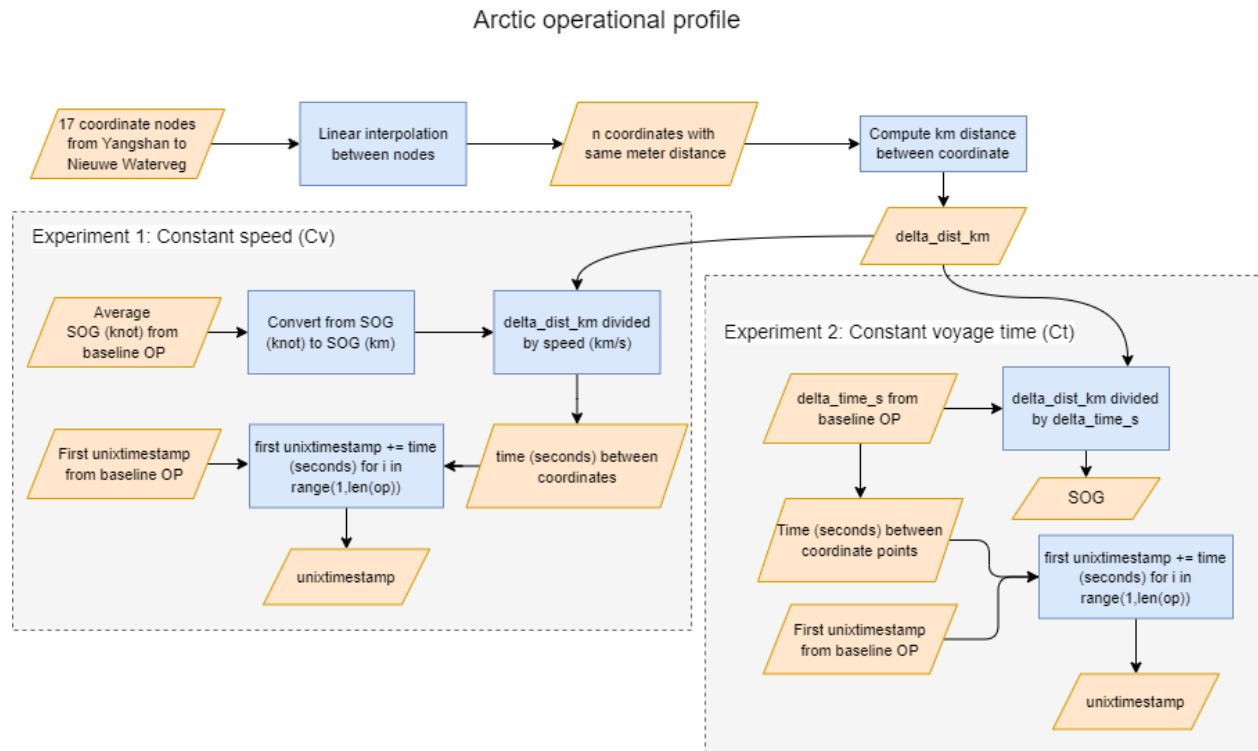 Arctic operational profile
17 coordinate nodes
from Yangshan to
Nieuwe Waterveg
Linear interpolation
between nodes
n coordinates with
same meter distance
Compute km distance
between coordinate
delta_dist_km
Experiment 1: Constant speed (Cv)
Average
SOG (knot) from
baseline OP
Convert from SOG
(knot) to SOG (km)
delta_dist_km divided
by speed (km/s)
First unixtimestamp
from baseline OP
first unixtimestamp += time
(seconds) for i in
range(1,len(op))
time (seconds) between
coordinates
unixtimestamp
Experiment 2: Constant voyage time (Ct)
delta_time_s from
baseline OP
delta_dist_km divided
by delta_time_s
SOG
Time (seconds) between
coordinate points
first unixtimestamp += time
(seconds) for i in
range(1,len(op))
First unixtimestamp
from baseline OP
unixtimestamp